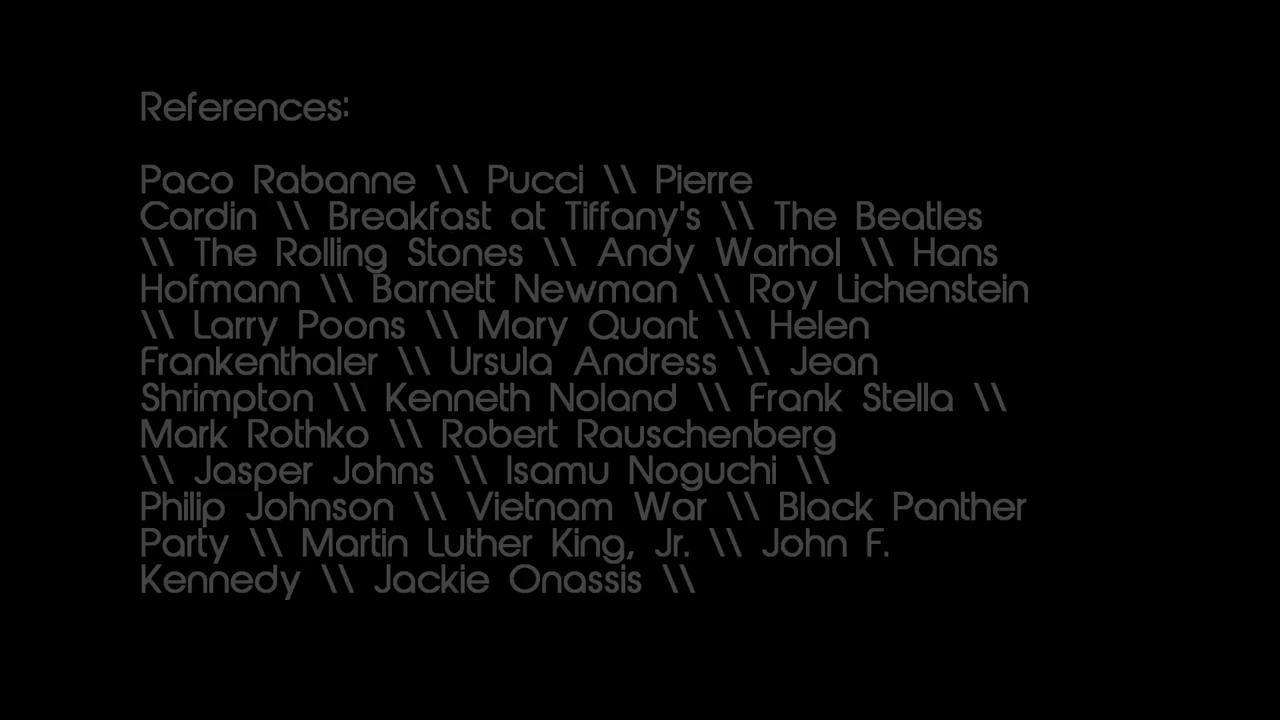 References:
Paco Rabanne \\ Pucci \\ Pierre
Cardin \\ Breakfast at Tiffany's \\ The Beatles
\\ The Rolling Stones \\ Andy Warhol \\ Hans
Hofmann \\ Barnett Newman \\ Roy Lichenstein
\\ Larry Poons \\ Mary Quant \\ Helen
Frankenthaler \\ Ursula Andress \\ Jean
Shrimpton \\ Kenneth Noland \\ Frank Stella \\
Mark Rothko \\ Robert Rauschenberg
\\ Jasper Johns \\ Isamu Noguchi \\
Philip Johnson \\ Vietnam War \\ Black Panther
Party \\ Martin Luther King, Jr. \\ John F.
Kennedy \\ Jackie Onassis \\